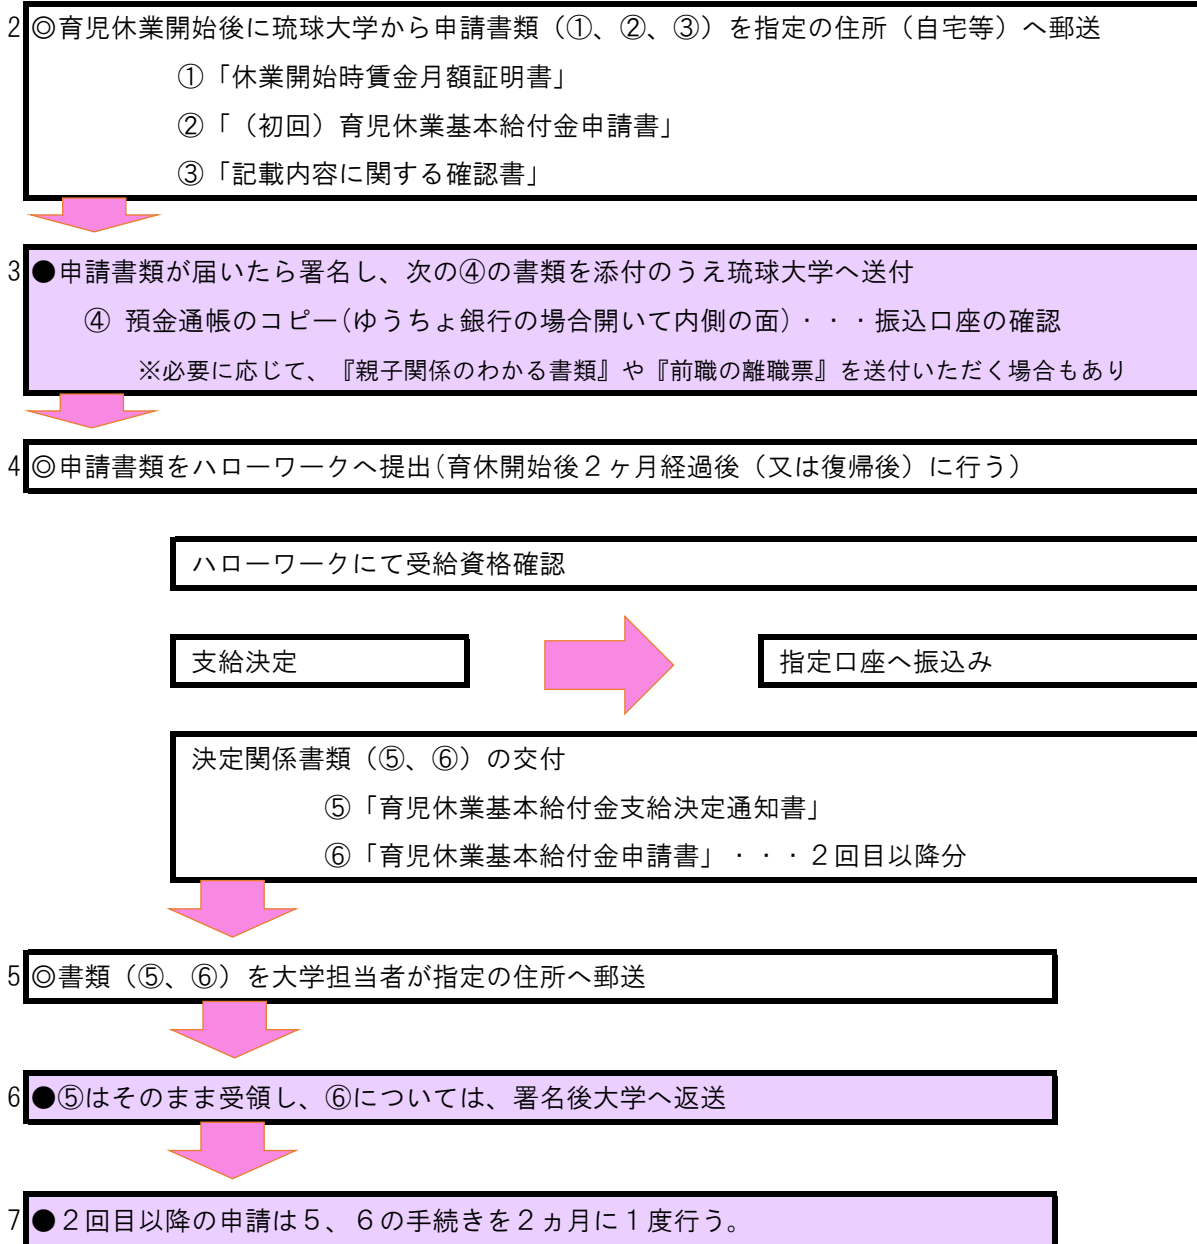 2 ◎育児休業開始後に琉球大学から申請書類（①、②、③）を指定の住所（自宅等）へ郵送
①「休業開始時賃金月額証明書」
②「（初回）育児休業基本給付金申請書」
③「記載内容に関する確認書」
3 ●申請書類が届いたら署名し、次の④の書類を添付のうえ琉球大学へ送付
④ 預金通帳のコピー(ゆうちょ銀行の場合開いて内側の面)・・・振込口座の確認
※必要に応じて、『親子関係のわかる書類』や『前職の離職票』を送付いただく場合もあり
4 ◎申請書類をハローワークへ提出(育休開始後２ヶ月経過後（又は復帰後）に行う)
ハローワークにて受給資格確認
支給決定
指定口座へ振込み
決定関係書類（⑤、⑥）の交付
⑤「育児休業基本給付金支給決定通知書」
⑥「育児休業基本給付金申請書」・・・２回目以降分
5 ◎書類（⑤、⑥）を大学担当者が指定の住所へ郵送
6 ●⑤はそのまま受領し、⑥については、署名後大学へ返送
7 ●２回目以降の申請は５、６の手続きを２ヵ月に１度行う。